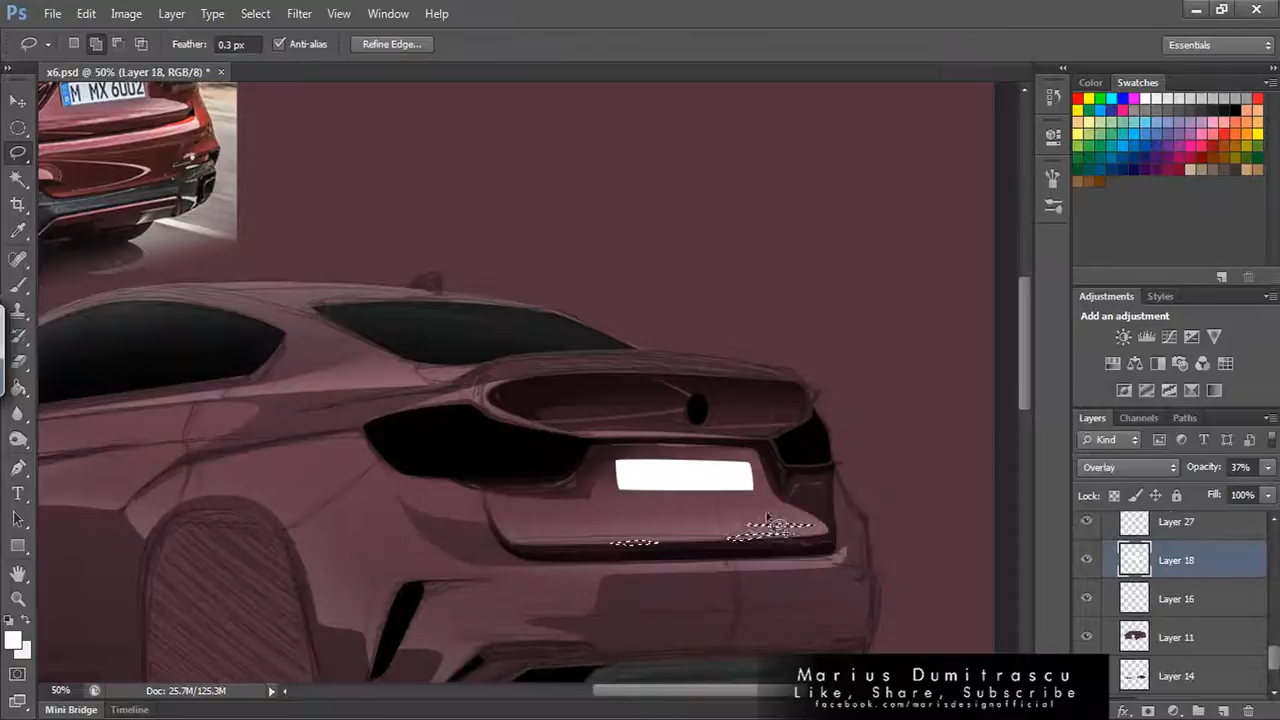 Ps File Edit Image Layer Type Select Filter View Window Help
Feather: 0.3 px Anti-alias Refine Edge... Essentials
x6.psd @ 50% (Layer 18, RGB/8) * ×
M MX 6002
Color Swatches
Adjustments Styles
Add an adjustment
Layers Channels Paths
Kind
Overlay Opacity: 37%
Lock: Fill: 100%
Layer 27
Layer 18
Layer 16
Layer 11
Layer 14
Marius Dumitrascu
Like, Share, Subscribe
facebook.com/marisdesignofficial
50% Doc: 25.7M/125.3M
Mini Bridge Timeline